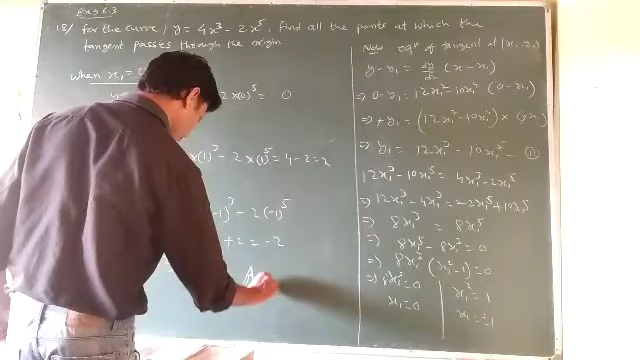 Exer 6.3
18/ for the curve, y = 4x³ - 2x⁵, find all the points at which the
tangent passes through the origin
when x₁ =
2×(0)⁵ = 0
×(1)³ - 2×(1)⁵ = 4-2=2
-1)³ - 2(-1)⁵
+2 = -2
A
Now eqⁿ of tangent at (x₁, y₁)
y-y₁ = dy/dx (x-x₁)
⇒ 0-y₁ = 12x₁² - 10x₁⁴ (0-x₁)
⇒ +y₁ = (12x₁² - 10x₁⁴) ×
⇒ y₁ = 12x₁³ - 10x₁⁵ - ①
12x₁³ - 10x₁⁵ = 4x₁³ - 2x₁⁵
⇒ 12x₁³ - 4x₁³ = -2x₁⁵ + 10x₁⁵
⇒ 8x₁³ = 8x₁⁵
⇒ 8x₁⁵ - 8x₁³ = 0
⇒ 8x₁³ (x₁² - 1) = 0
⇒ 8x₁³ = 0
x₁ = 0
x₁² = 1
x₁ = ±1